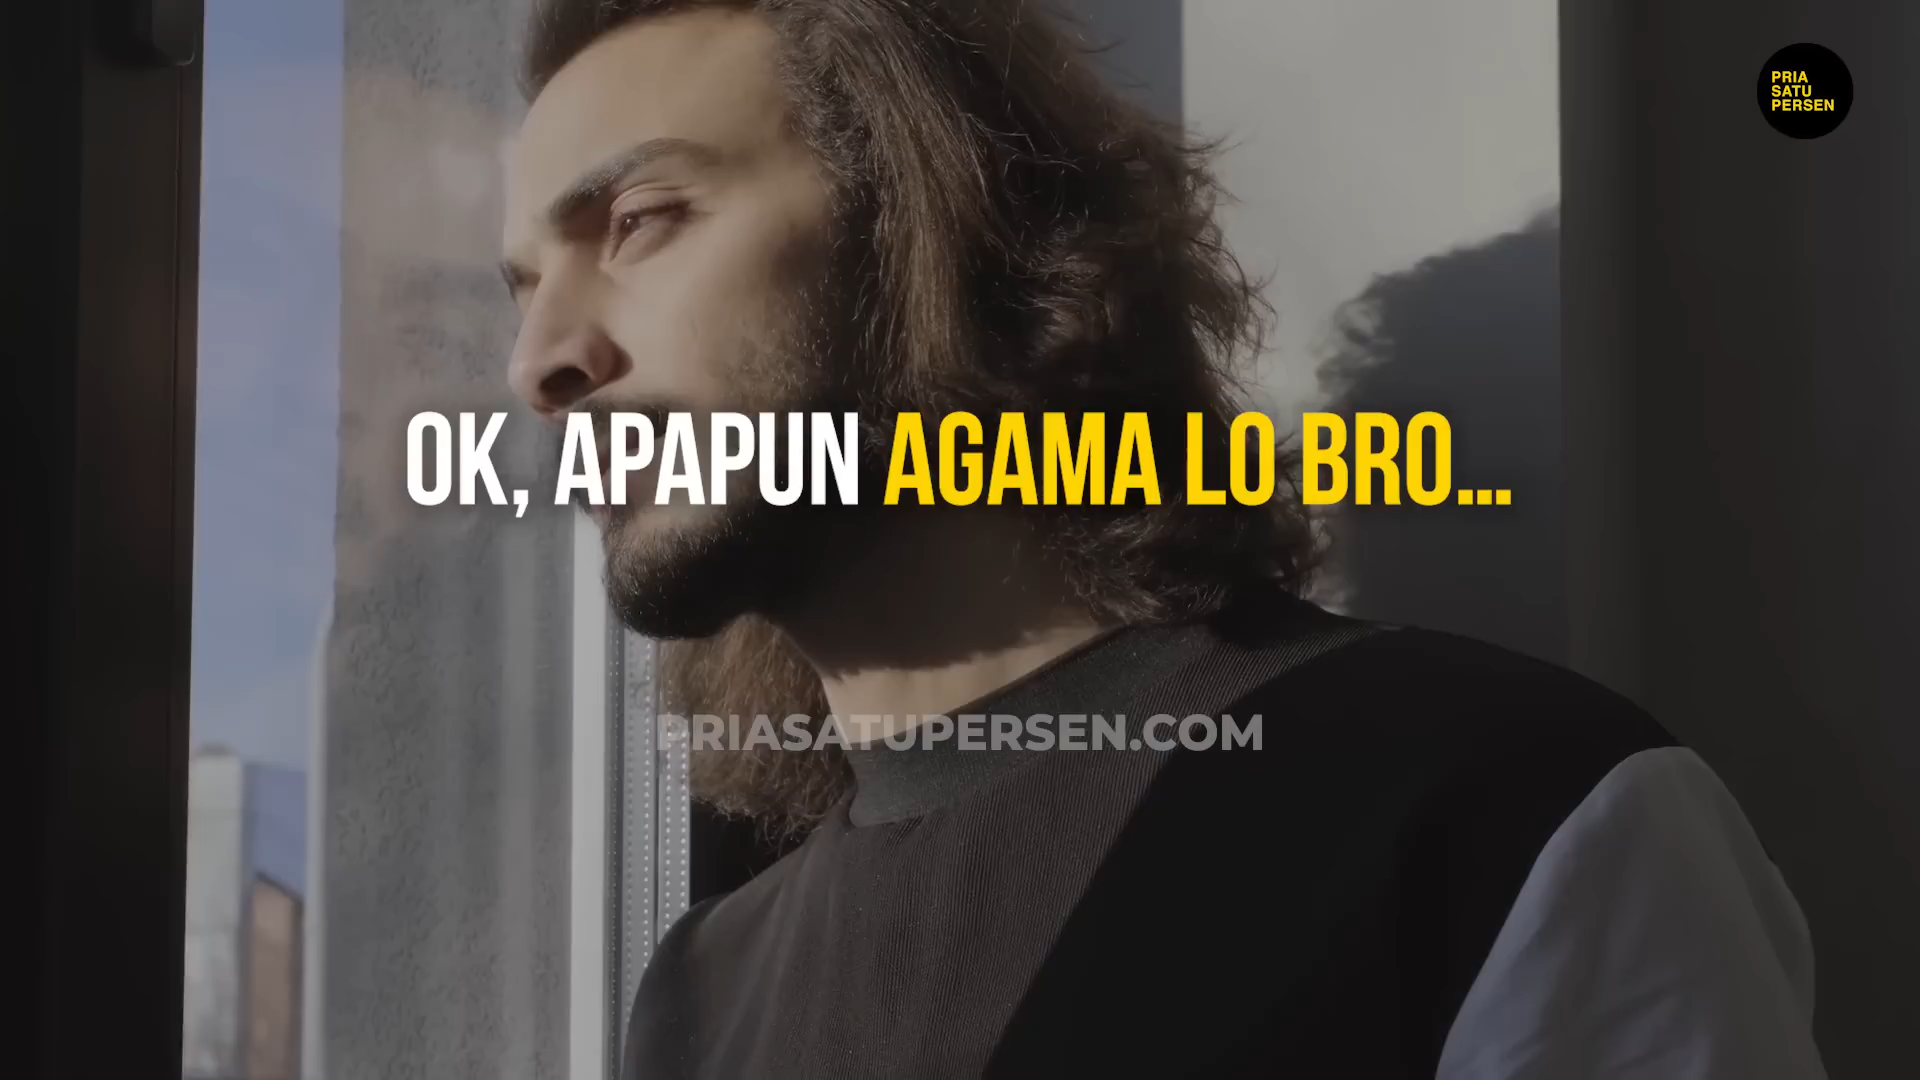 PRIA
SATU
PERSEN
OK, APAPUN AGAMA LO BRO...
PRIASATUPERSEN.COM